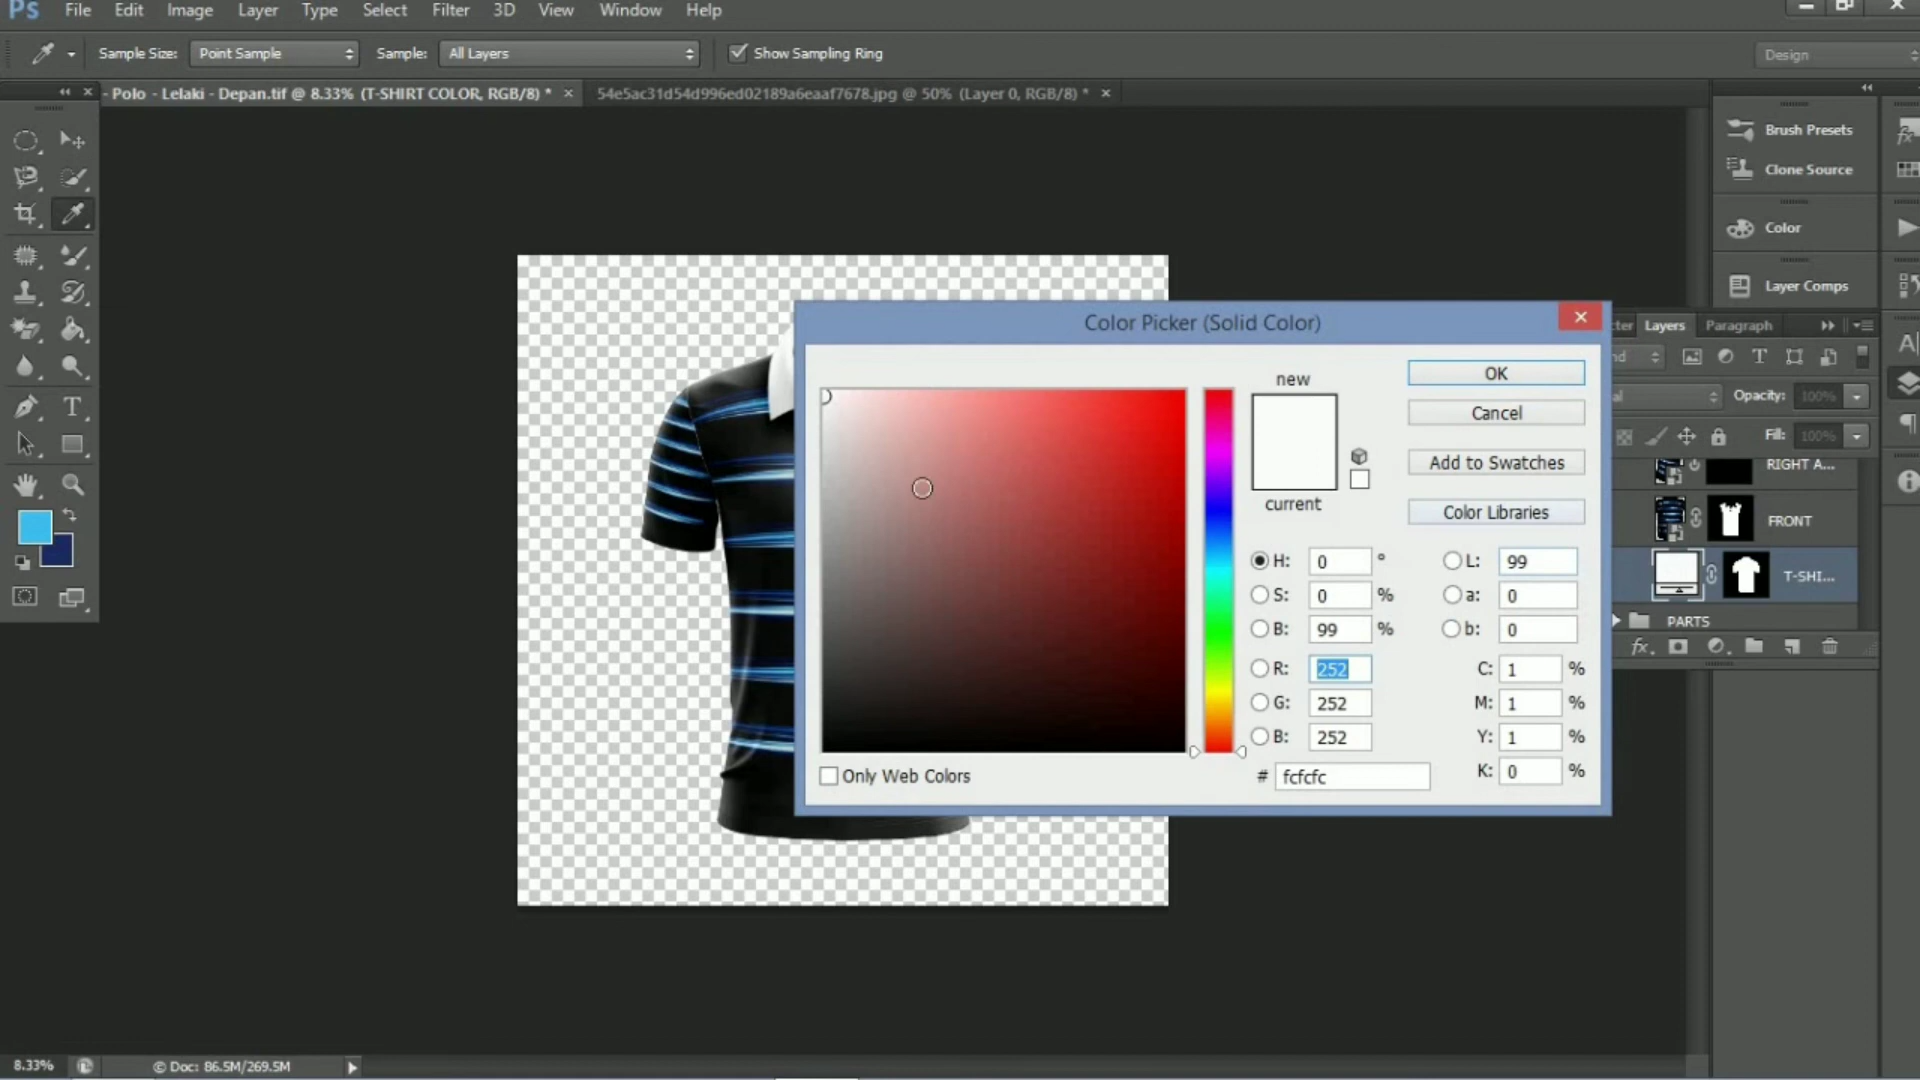 Ps File Edit Image Layer Type Select Filter 3D View Window Help
Sample Size: Point Sample Sample: All Layers Show Sampling Ring Design
- Polo - Lelaki - Depan.tif @ 8.33% (T-SHIRT COLOR, RGB/8) * × 54e5ac31d54d996ed02189a6eaaf7678.jpg @ 50% (Layer 0, RGB/8) * ×
Brush Presets
Clone Source
Color
Layer Comps
Layers Paragraph
Opacity: 100%
Fill: 100%
RIGHT A...
FRONT
T-SHI...
PARTS
fx
T
Color Picker (Solid Color)
new
current
OK
Cancel
Add to Swatches
Color Libraries
H: 0 ° L: 99
S: 0 % a: 0
B: 99 % b: 0
R: 252 C: 1 %
G: 252 M: 1 %
B: 252 Y: 1 %
# fcfcfc K: 0 %
Only Web Colors
8.33% © Doc: 86.5M/269.5M